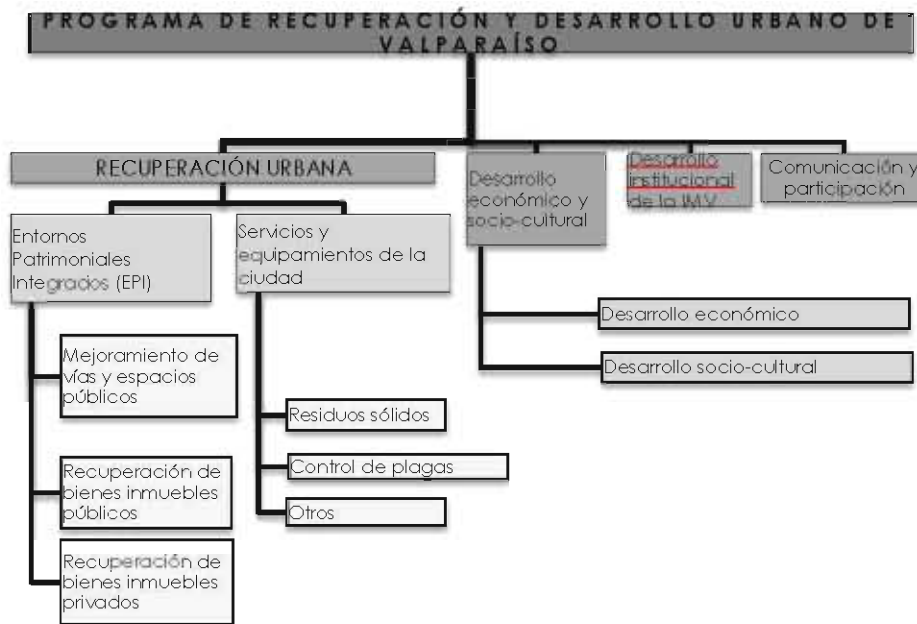 PROGRAMA DE RECUPERACIÓN Y DESARROLLO URBANO DE
VALPARAÍSO
RECUPERACIÓN URBANA
Desarrollo
económico y
socio-cultural
Desarrollo
institucional
de la IMV
Comunicación y
participación
Entornos
Patrimoniales
Integrados (EPI)
Servicios y
equipamientos de la
ciudad
Mejoramiento de
vías y espacios
públicos
Recuperación de
bienes inmuebles
públicos
Recuperación de
bienes inmuebles
privados
Residuos sólidos
Control de plagas
Otros
Desarrollo económico
Desarrollo socio-cultural